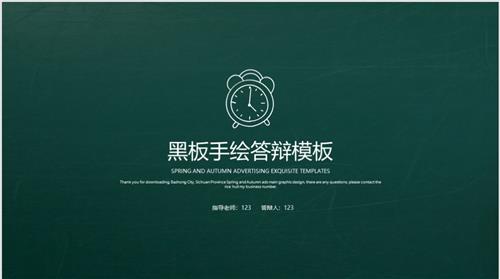 黑板手绘答辩模板
SPRING AND AUTUMN ADVERTISING EXQUISITE TEMPLATES
Thank you for downloading. Bazhong City, Sichuan Province Spring and Autumn ads main graphic design, there are any questions, please contact the
rice hull my business number.
指导老师：123 答辩人：123